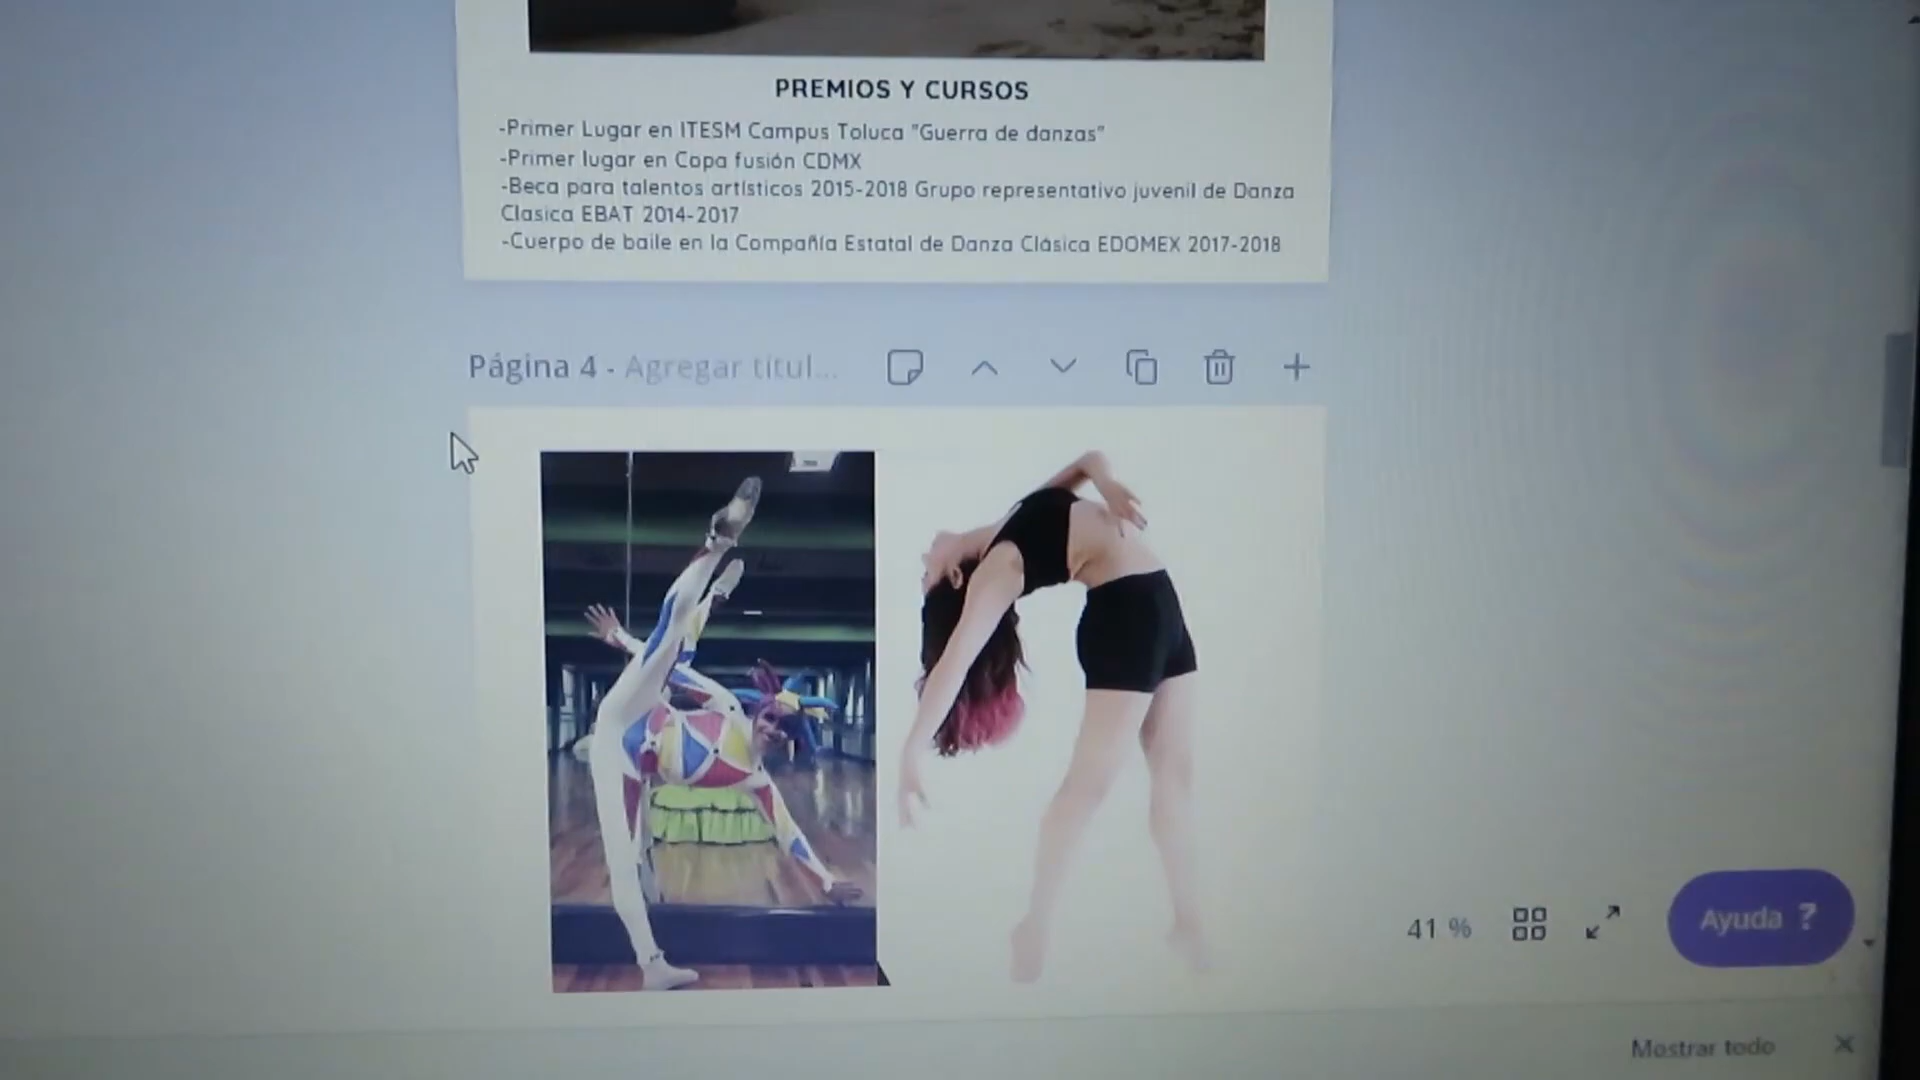 PREMIOS Y CURSOS
-Primer Lugar en ITESM Campus Toluca "Guerra de danzas"
-Primer lugar en Copa fusión CDMX
-Beca para talentos artísticos 2015-2018 Grupo representativo juvenil de Danza
Clasica EBAT 2014-2017
-Cuerpo de baile en la Compañía Estatal de Danza Clásica EDOMEX 2017-2018
Página 4 - Agregar títul...
41 %
Ayuda ?
Mostrar todo